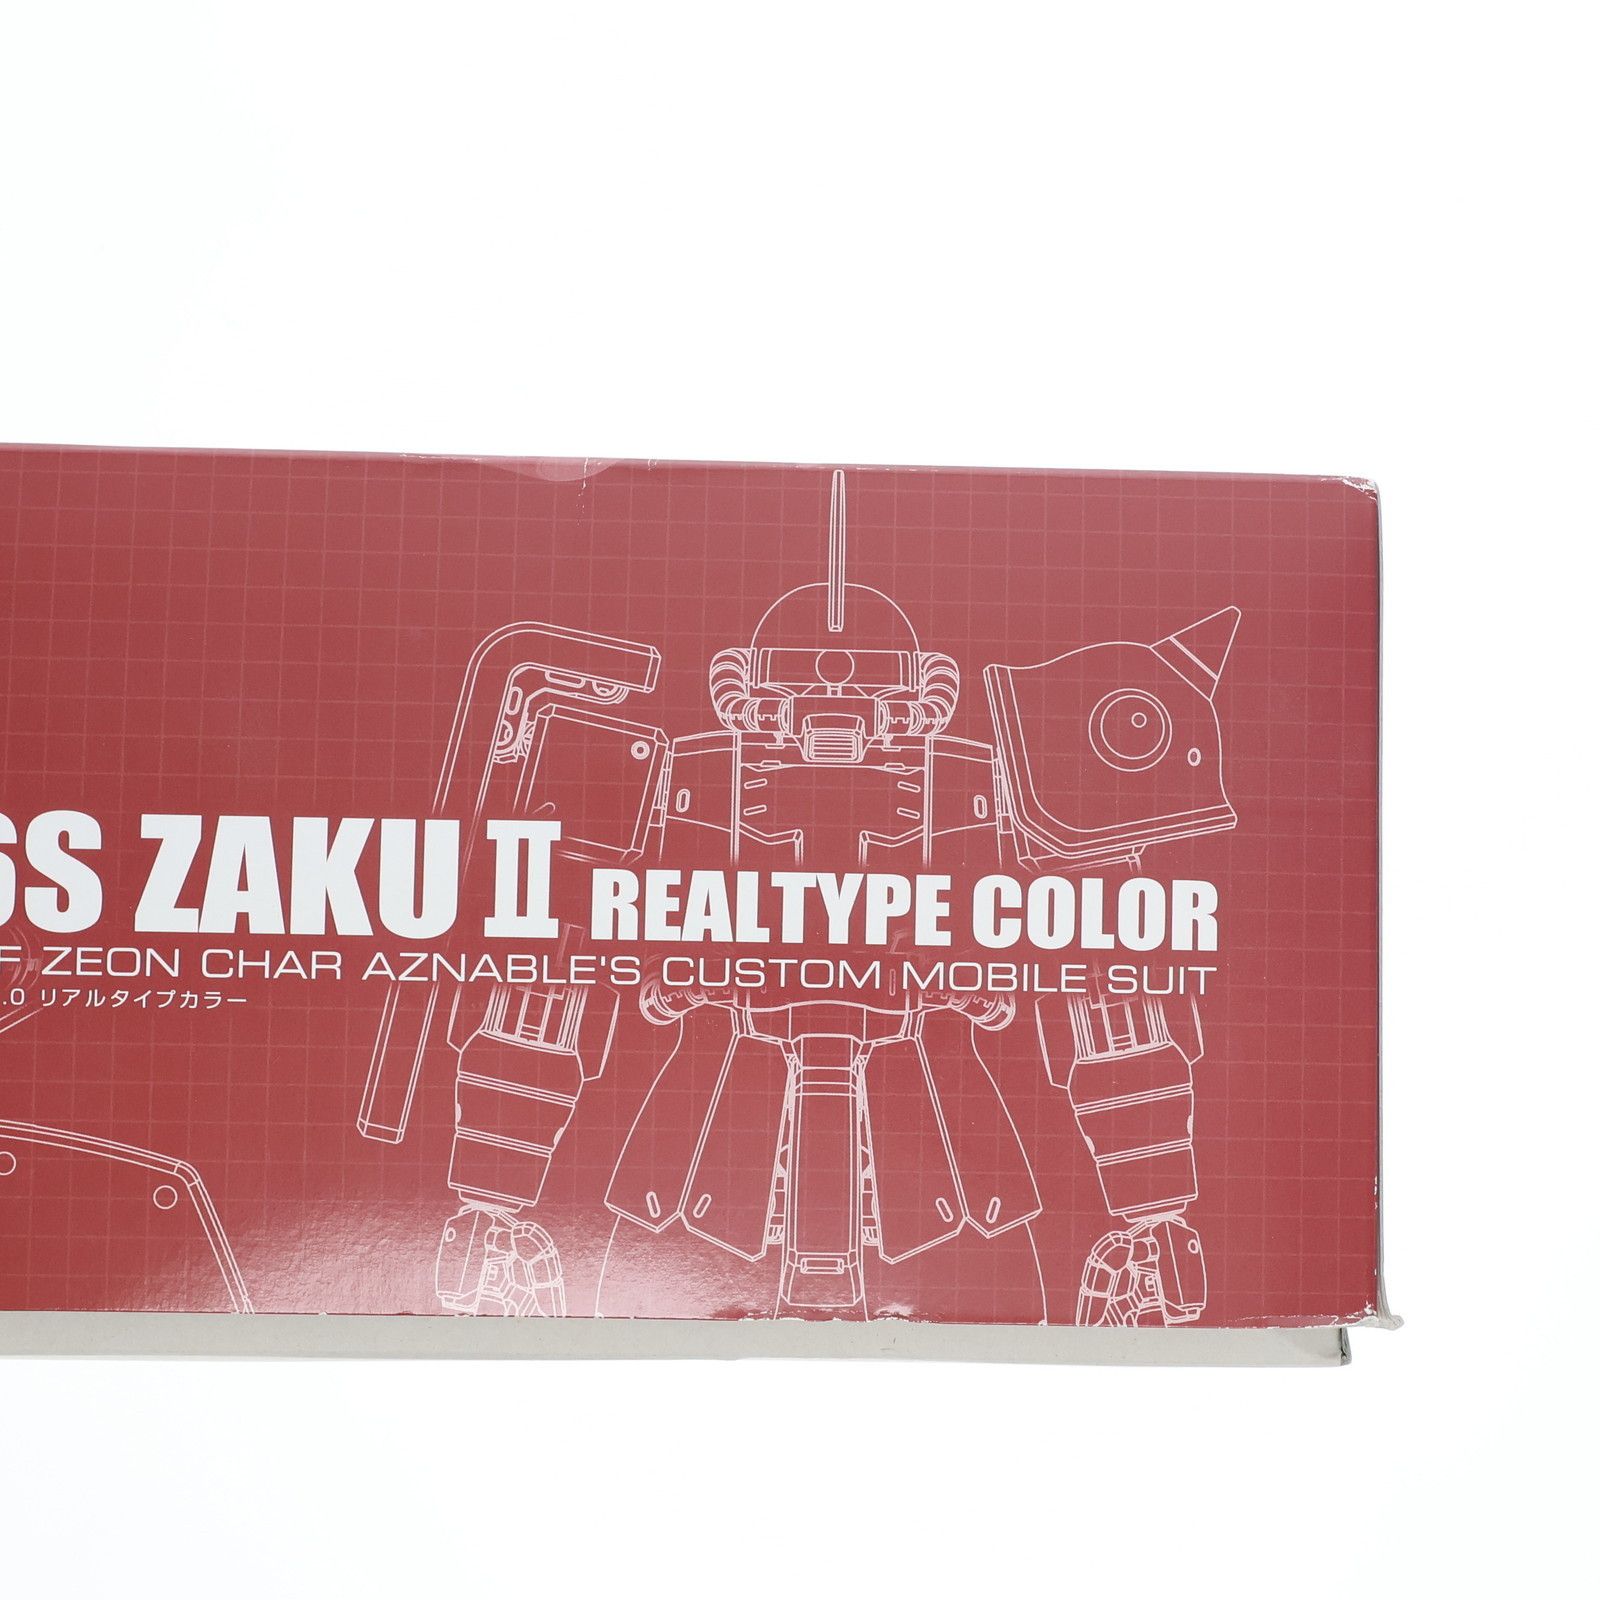 SS ZAKU II REALTYPE COLOR
F ZEON CHAR AZNABLE'S CUSTOM MOBILE SUIT
.0 リアルタイプカラー